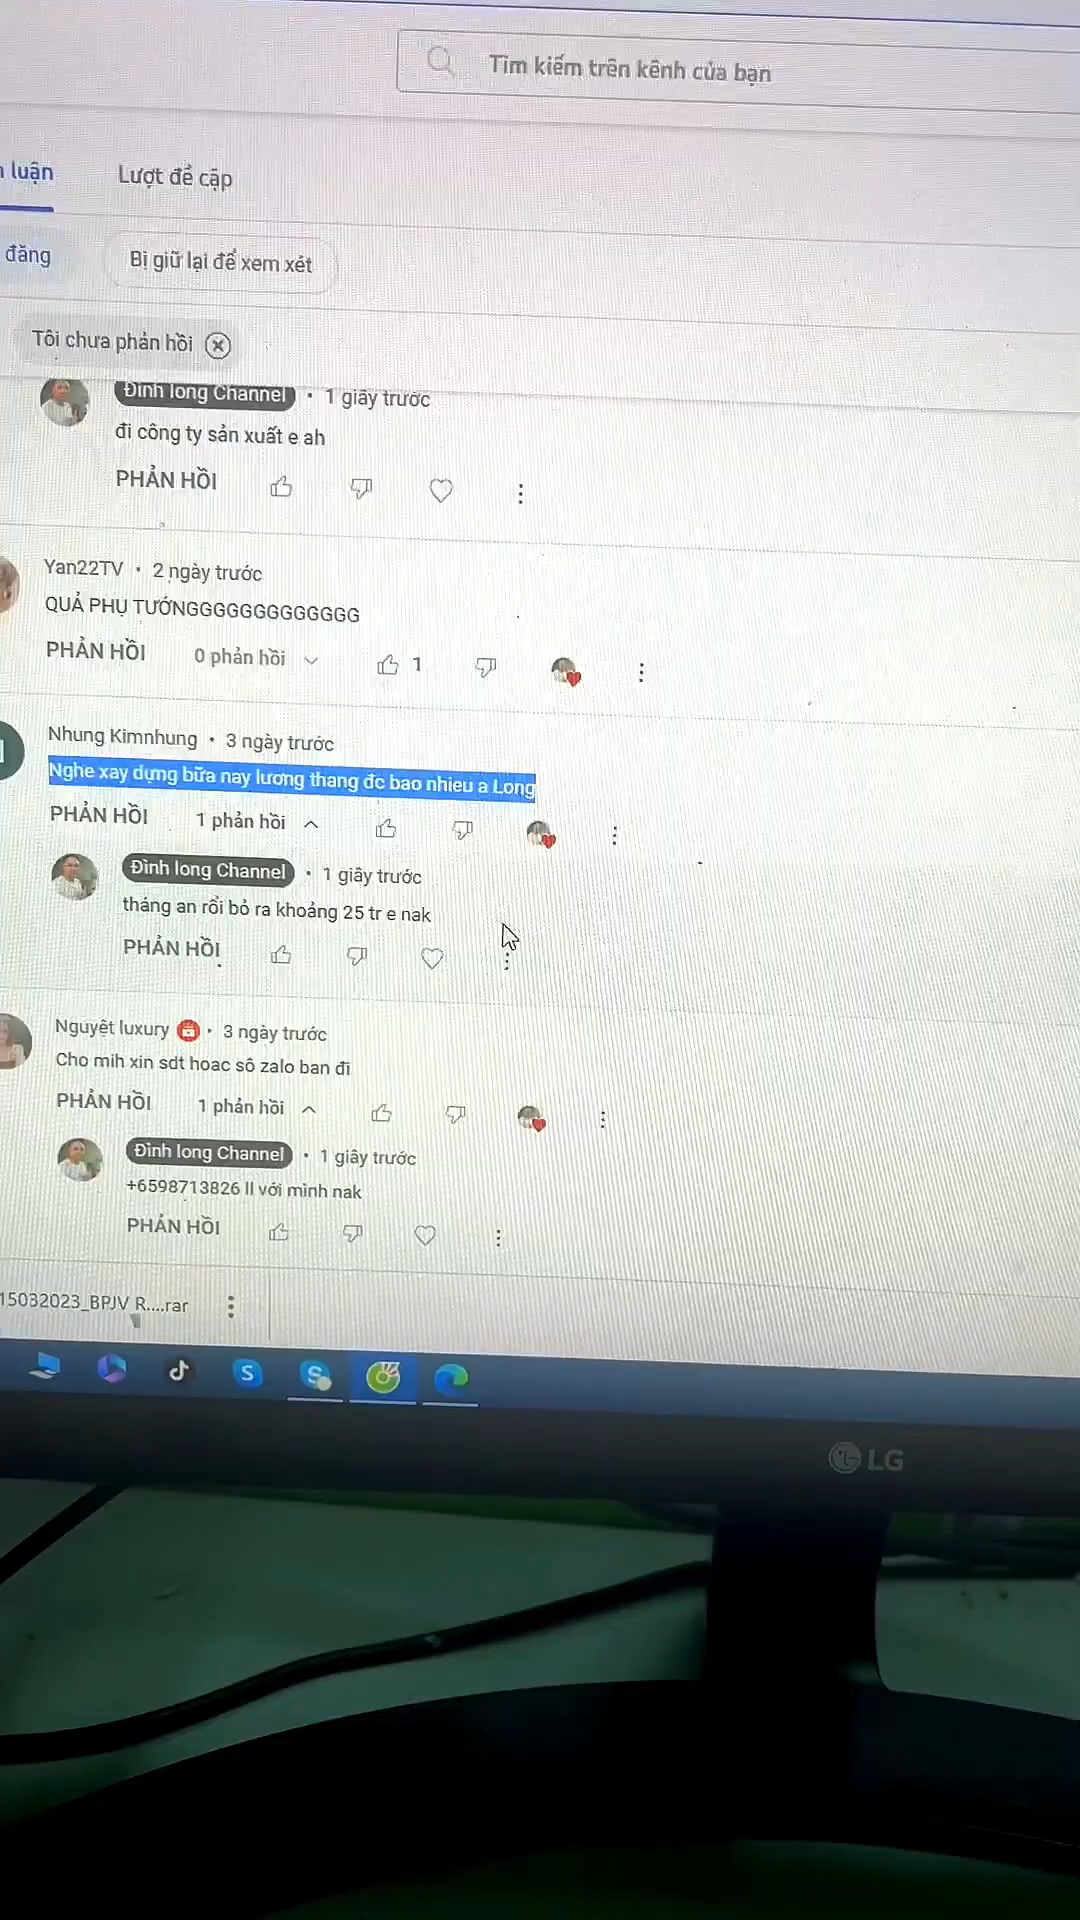 Tìm kiếm trên kênh của bạn
luận
Lượt đề cập
đăng
Bị giữ lại để xem xét
Tôi chưa phản hồi
Đình long Channel • 1 giây trước
đi công ty sản xuất e ah
PHẢN HỒI
Yan22TV • 2 ngày trước
QUẢ PHỤ TƯỚNGGGGGGGGGGGGG
PHẢN HỒI 0 phản hồi 1
Nhung Kimnhung • 3 ngày trước
Nghe xay dựng bữa nay lương thang đc bao nhieu a Long
PHẢN HỒI 1 phản hồi
Đình long Channel • 1 giây trước
tháng an rồi bỏ ra khoảng 25 tr e nak
PHẢN HỒI
Nguyệt luxury • 3 ngày trước
Cho mih xin sdt hoac sô zalo ban đi
PHẢN HỒI 1 phản hồi
Đình long Channel • 1 giây trước
+6598713826 ll với mình nak
PHẢN HỒI
15032023_BPJV R....rar
LG